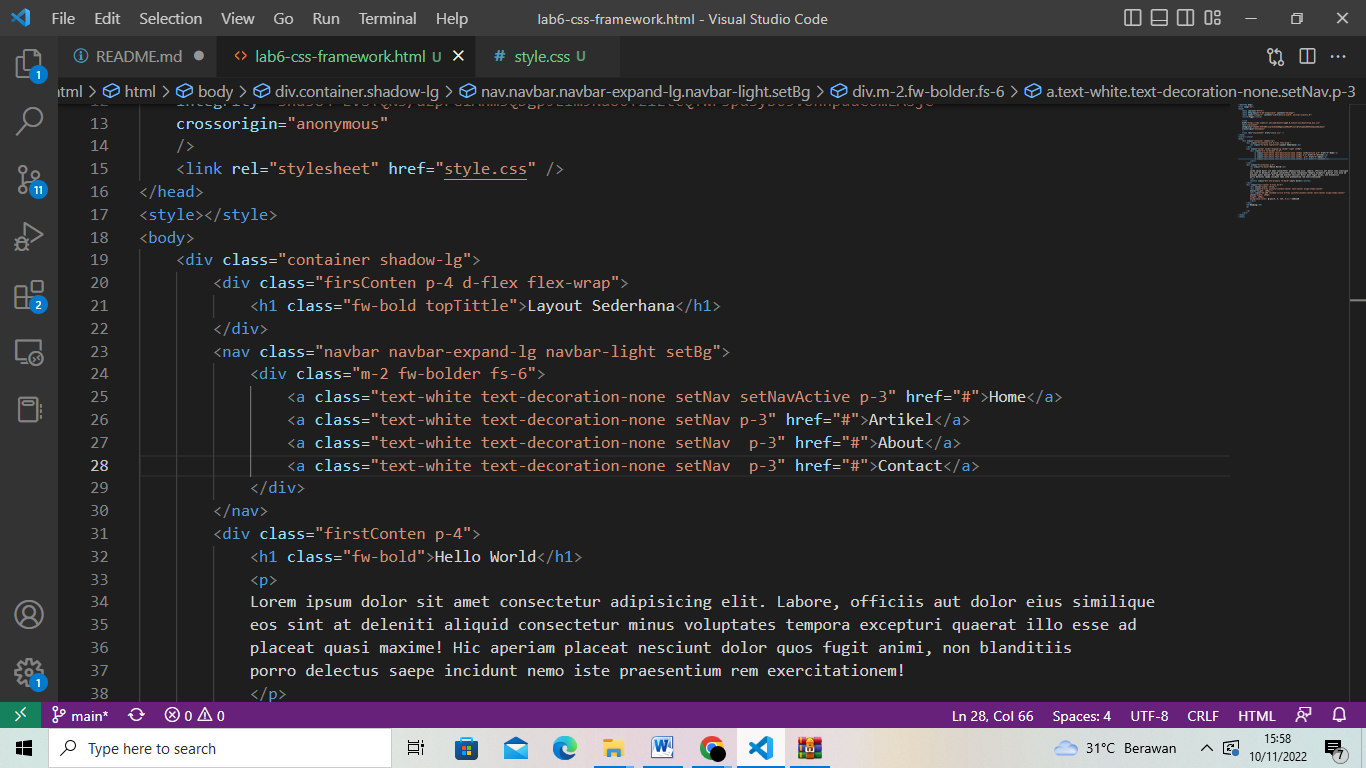 File Edit Selection View Go Run Terminal Help lab6-css-framework.html - Visual Studio Code
README.md lab6-css-framework.html U style.css U
html > html > body > div.container.shadow-lg > nav.navbar.navbar-expand-lg.navbar-light.setBg > div.m-2.fw-bolder.fs-6 > a.text-white.text-decoration-none.setNav.p-3
13 crossorigin="anonymous"
14 />
15 <link rel="stylesheet" href="style.css" />
16 </head>
17 <style></style>
18 <body>
19 <div class="container shadow-lg">
20 <div class="firsConten p-4 d-flex flex-wrap">
21 <h1 class="fw-bold topTittle">Layout Sederhana</h1>
22 </div>
23 <nav class="navbar navbar-expand-lg navbar-light setBg">
24 <div class="m-2 fw-bolder fs-6">
25 <a class="text-white text-decoration-none setNav setNavActive p-3" href="#">Home</a>
26 <a class="text-white text-decoration-none setNav p-3" href="#">Artikel</a>
27 <a class="text-white text-decoration-none setNav  p-3" href="#">About</a>
28 <a class="text-white text-decoration-none setNav  p-3" href="#">Contact</a>
29 </div>
30 </nav>
31 <div class="firstConten p-4">
32 <h1 class="fw-bold">Hello World</h1>
33 <p>
34 Lorem ipsum dolor sit amet consectetur adipisicing elit. Labore, officiis aut dolor eius similique
35 eos sint at deleniti aliquid consectetur minus voluptates tempora excepturi quaerat illo esse ad
36 placeat quasi maxime! Hic aperiam placeat nesciunt dolor quos fugit animi, non blanditiis
37 porro delectus saepe incidunt nemo iste praesentium rem exercitationem!
38 </p>
1
11
2
1
main* 0 0 Ln 28, Col 66 Spaces: 4 UTF-8 CRLF HTML
Type here to search 31°C Berawan 15:58
10/11/2022 7